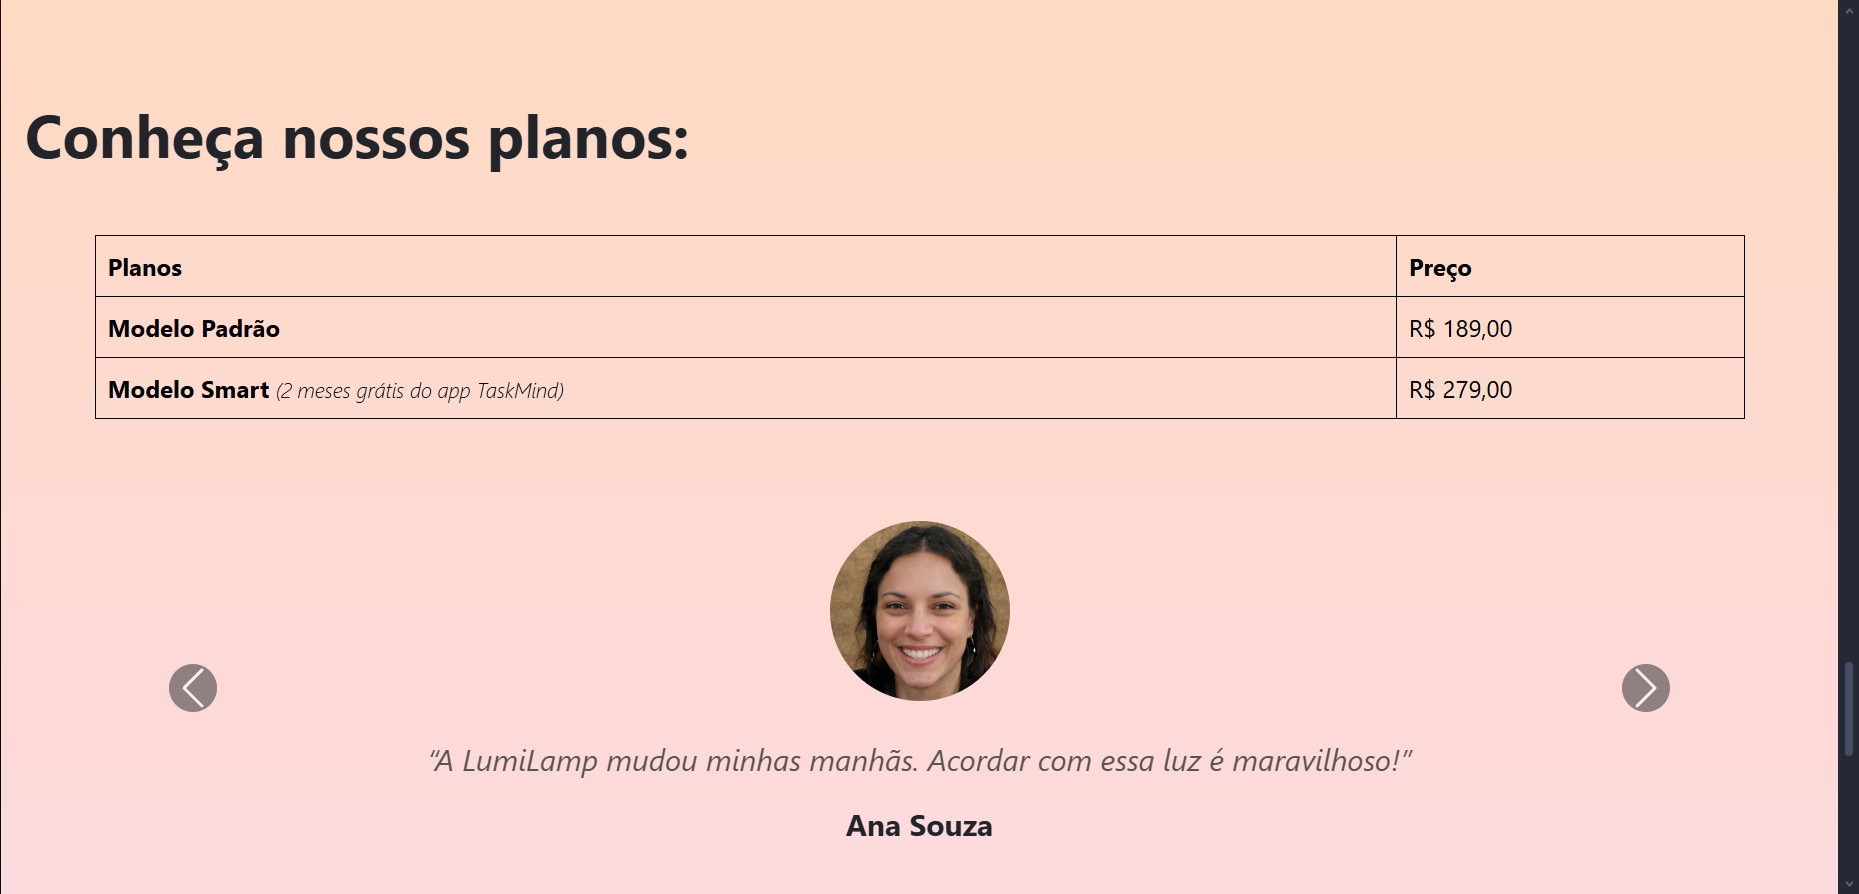 Conheça nossos planos:
Planos Preço
Modelo Padrão R$ 189,00
Modelo Smart (2 meses grátis do app TaskMind) R$ 279,00
“A LumiLamp mudou minhas manhãs. Acordar com essa luz é maravilhoso!”
Ana Souza